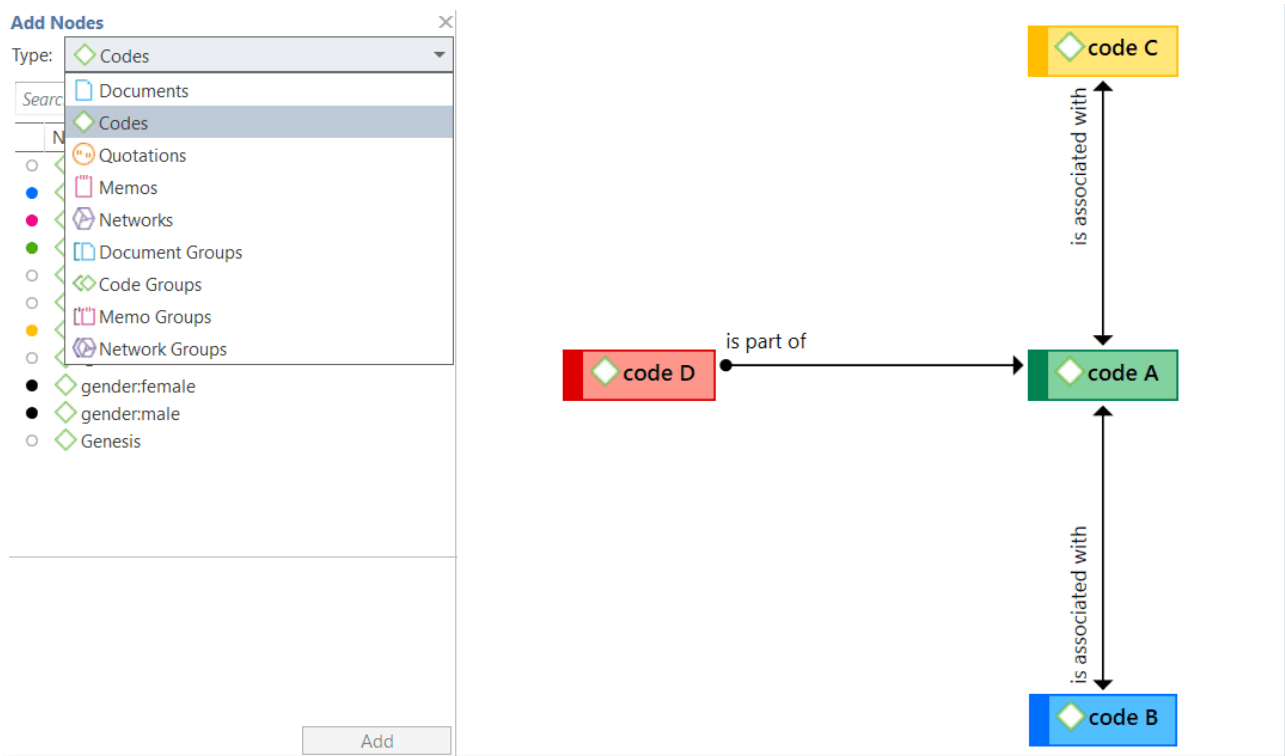 Add Nodes
Type: Codes
Documents
Codes
Quotations
Memos
Networks
Document Groups
Code Groups
Memo Groups
Network Groups
gender:female
gender:male
Genesis
Add
code C
is associated with
is part of
code D
code A
is associated with
code B